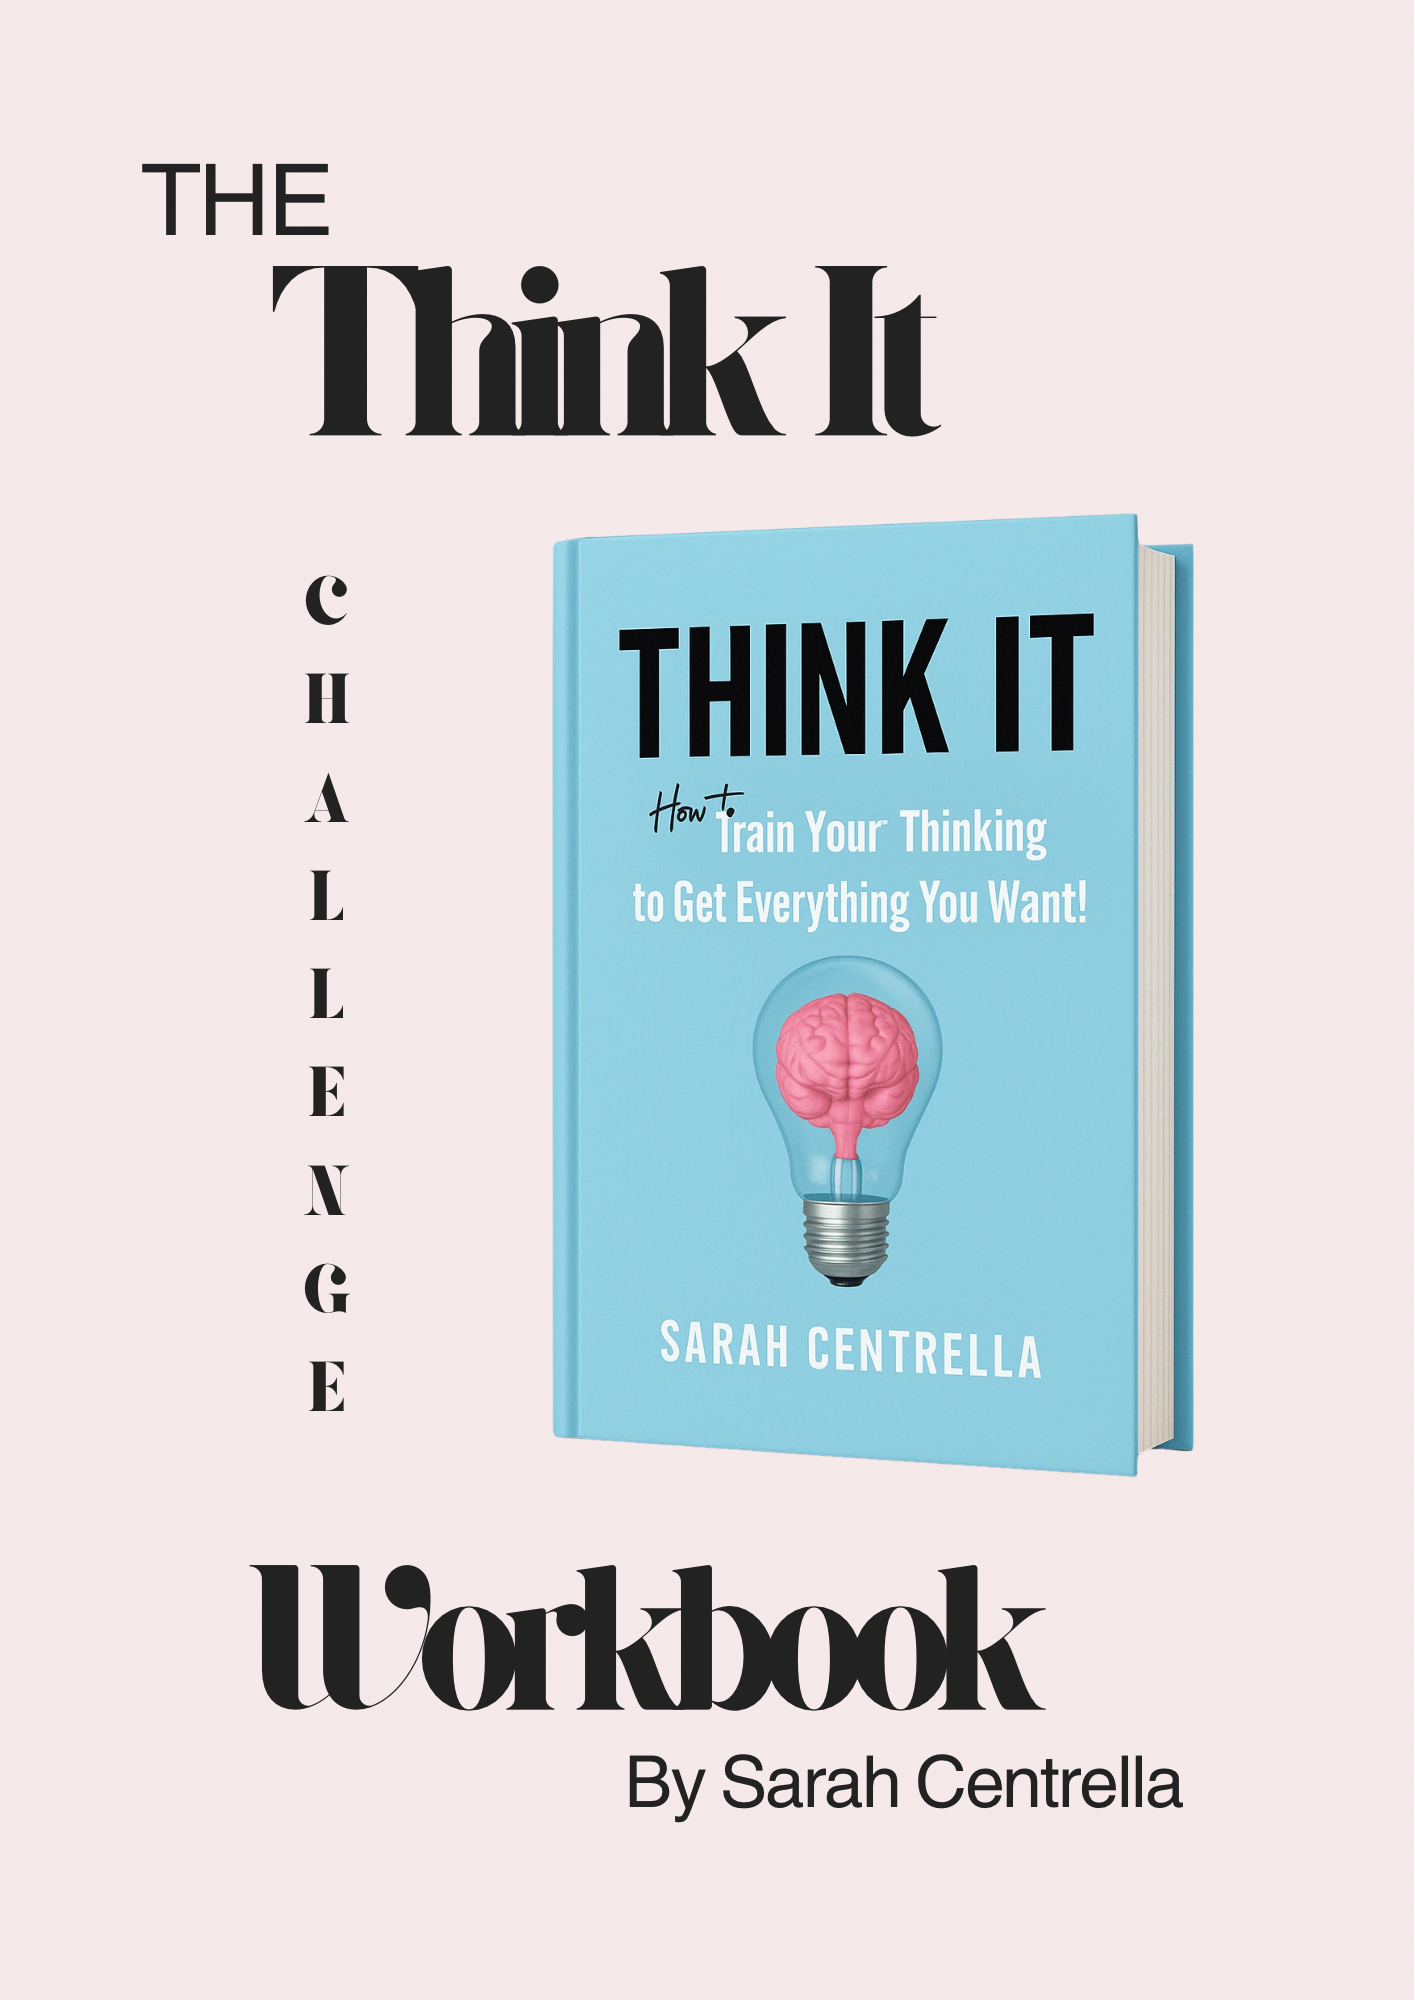 THE
Think It
CHALLENGE
THINK IT
How to
Train Your Thinking
to Get Everything You Want!
SARAH CENTRELLA
Workbook
By Sarah Centrella